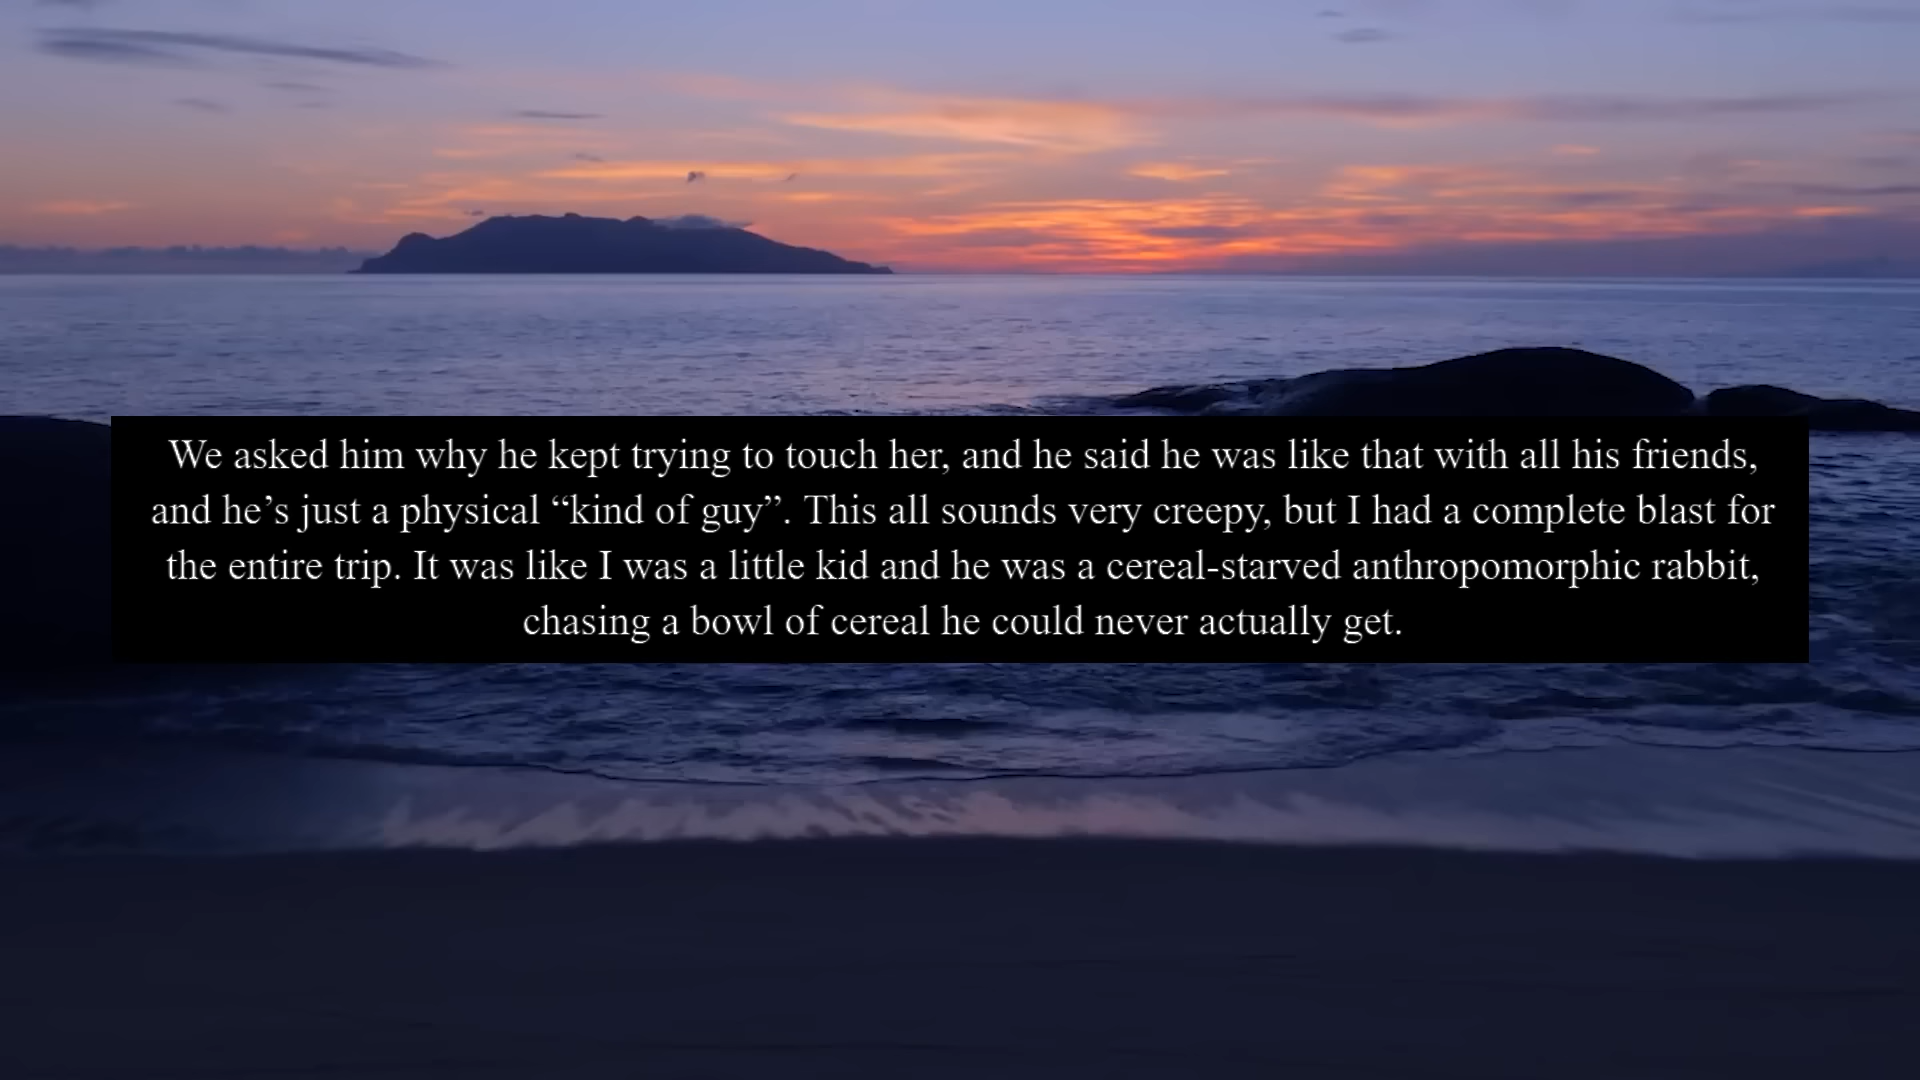 We asked him why he kept trying to touch her, and he said he was like that with all his friends,
and he’s just a physical “kind of guy”. This all sounds very creepy, but I had a complete blast for
the entire trip. It was like I was a little kid and he was a cereal-starved anthropomorphic rabbit,
chasing a bowl of cereal he could never actually get.